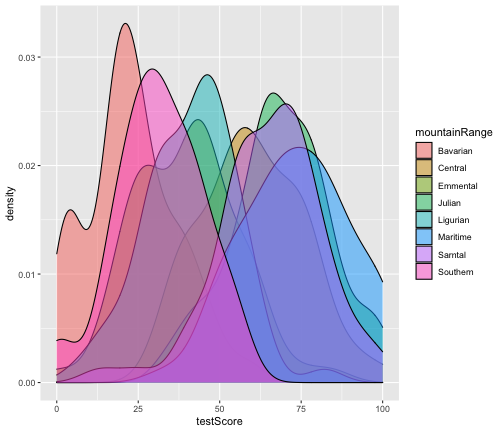 0.03
0.02
0.01
0.00
density
0
25
50
75
100
testScore
mountainRange
Bavarian
Central
Emmental
Julian
Ligurian
Maritime
Sarntal
Southern